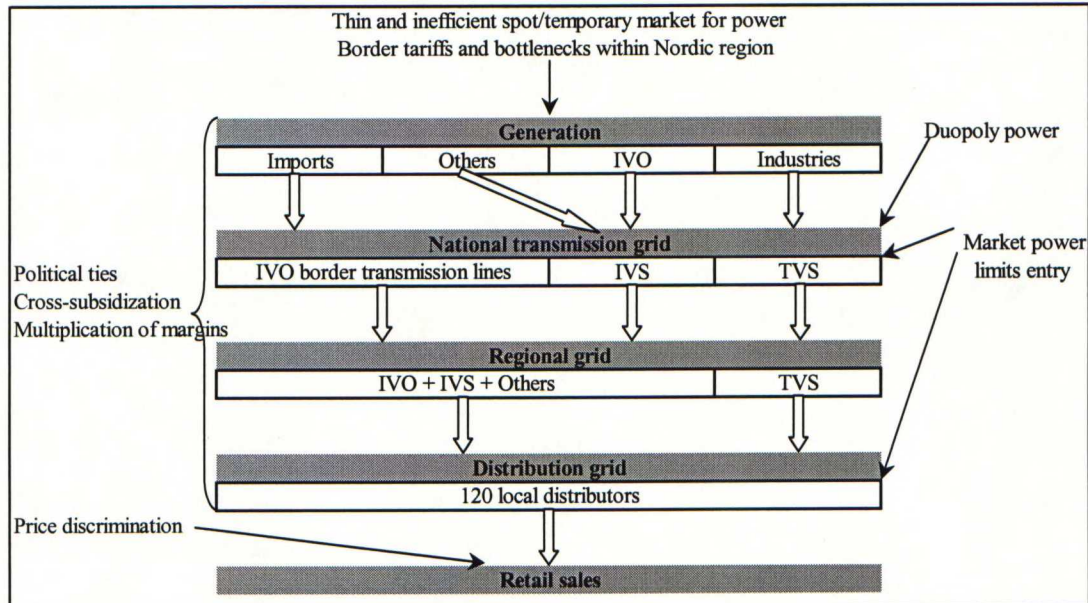 Thin and inefficient spot/temporary market for power
Border tariffs and bottlenecks within Nordic region
Generation
Duopoly power
Imports
Others
IVO
Industries
National transmission grid
Market power
limits entry
IVO border transmission lines
IVS
TVS
Political ties
Cross-subsidization
Multiplication of margins
Regional grid
IVO + IVS + Others
TVS
Distribution grid
120 local distributors
Price discrimination
Retail sales